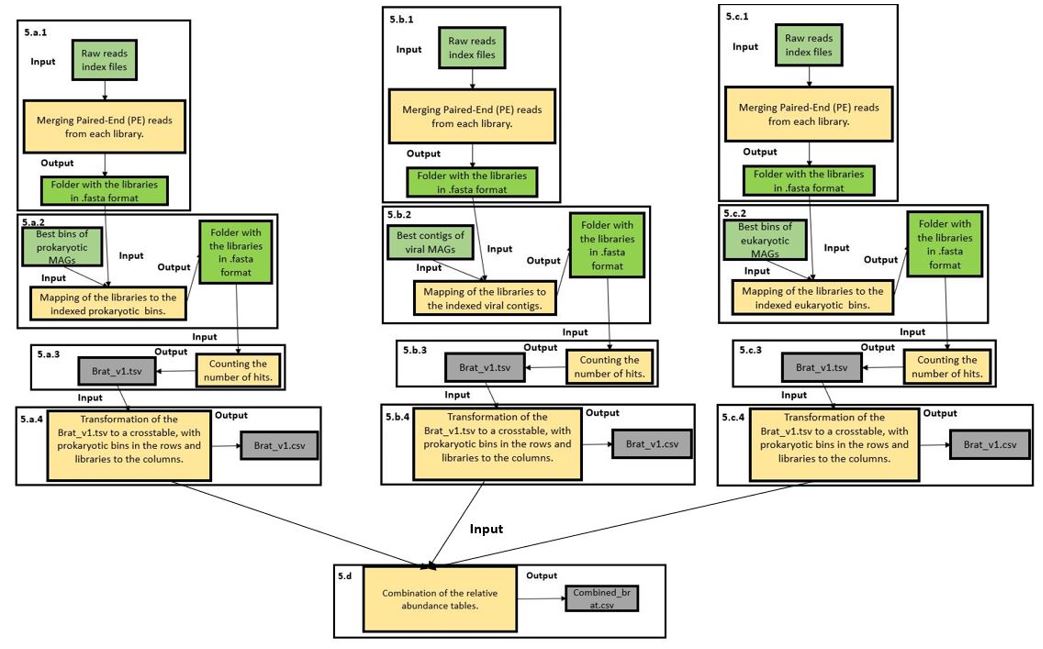 5.a.1
Input
Raw reads
index files
Merging Paired-End (PE) reads
from each library.
Output
Folder with the libraries
in .fasta format
5.a.2
Best bins of
prokaryotic
MAGs
Input
Input
Output
Folder with
the libraries
in .fasta
format
Mapping of the libraries to the
indexed prokaryotic bins.
Input
5.a.3
Brat_v1.tsv
Output
Counting the
number of hits.
Input
5.a.4
Transformation of the
Brat_v1.tsv to a crosstable, with
prokaryotic bins in the rows and
libraries to the columns.
Output
Brat_v1.csv
5.b.1
Input
Raw reads
index files
Merging Paired-End (PE) reads
from each library.
Output
Folder with the libraries
in .fasta format
5.b.2
Best contigs of
viral MAGs
Input
Input
Output
Folder with
the libraries
in .fasta
format
Mapping of the libraries to
the indexed viral contigs.
Input
5.b.3
Brat_v1.tsv
Output
Counting the
number of hits.
Input
5.b.4
Transformation of the
Brat_v1.tsv to a crosstable, with
prokaryotic bins in the rows and
libraries to the columns.
Output
Brat_v1.csv
5.c.1
Input
Raw reads
index files
Merging Paired-End (PE) reads
from each library.
Output
Folder with the libraries
in .fasta format
5.c.2
Best bins of
eukaryotic
MAGs
Input
Input
Output
Folder with
the libraries
in .fasta
format
Mapping of the libraries to the
indexed eukaryotic bins.
Input
5.c.3
Brat_v1.tsv
Output
Counting the
number of hits.
Input
5.c.4
Transformation of the
Brat_v1.tsv to a crosstable, with
prokaryotic bins in the rows and
libraries to the columns.
Output
Brat_v1.csv
Input
5.d
Combination of the relative
abundance tables.
Output
Combined_br
at.csv